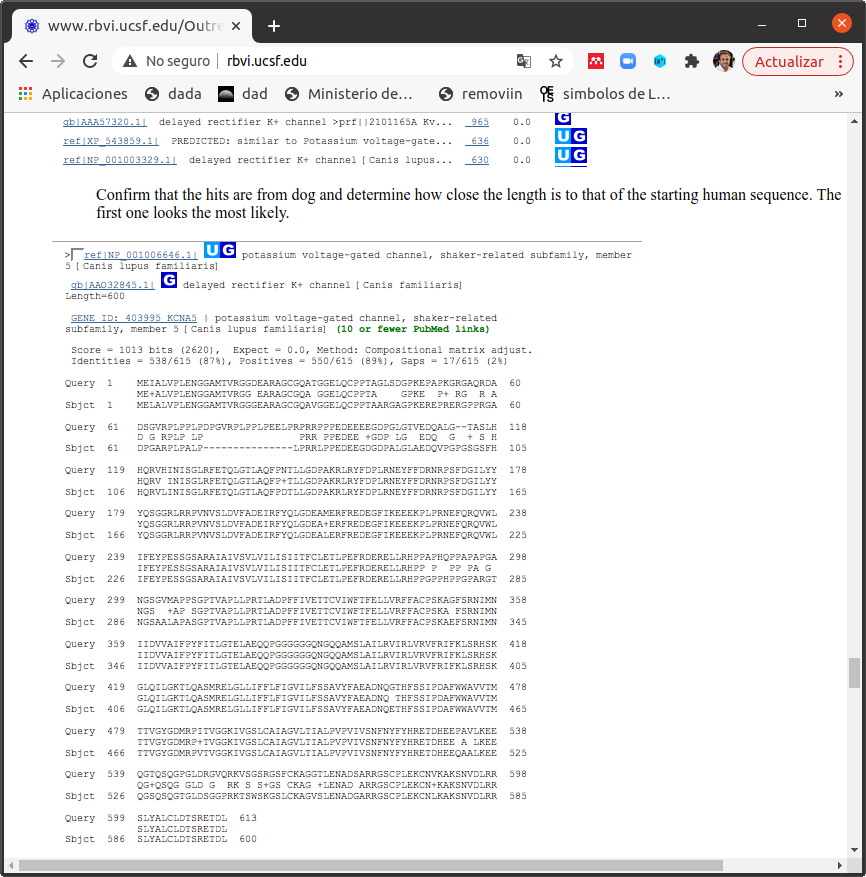 www.rbvi.ucsf.edu/Outre
No seguro
rbvi.ucsf.edu
Actualizar
Aplicaciones
dada
dad
Ministerio de…
removiin
simbolos de L…
»
gb|AAA57320.1| delayed rectifier K+ channel >prf||2101165A Kv... 965 0.0 G
ref|XP_543859.1| PREDICTED: similar to Potassium voltage-gate... 636 0.0 U G
ref|NP_001003329.1| delayed rectifier K+ channel [Canis lupus... 630 0.0 U G
Confirm that the hits are from dog and determine how close the length is to that of the starting human sequence. The
first one looks the most likely.
>ref|NP_001006646.1| U G potassium voltage-gated channel, shaker-related subfamily, member
5 [Canis lupus familiaris]
gb|AAO32845.1| G delayed rectifier K+ channel [Canis familiaris]
Length=600
GENE ID: 403995 KCNA5 | potassium voltage-gated channel, shaker-related
subfamily, member 5 [Canis lupus familiaris] (10 or fewer PubMed links)
Score = 1013 bits (2620), Expect = 0.0, Method: Compositional matrix adjust.
Identities = 538/615 (87%), Positives = 550/615 (89%), Gaps = 17/615 (2%)
Query 1 MEIALVPLENGGAMTVRGGDEARAGCGQATGGELQCPPTAGLSDGPKEPAPKGRGAQRDA 60
ME+ALVPLENGGAMTVRGG EARAGCGQA GG LQCPPTA GPKE P+ RG R A
Sbjct 1 MELALVPLENGGAMTVRGGGEARAGCGQAVGGELQCPPTAARAGPKEREPRERGPPRGA 60
Query 61 DSGVRPLPPLPDPGVRPLPPLPEELPRPRRPPPEDEEEEGDPGLGTVEDQALG--TASLH 118
D G RPLP LP PRR PPEDEE +GDP LG EDQ G + S H
Sbjct 61 DPGARPLPALP---------------LPRRLPPEDEEGDGDPALGLAEDQVPGPGSGSFH 105
Query 119 HQRVHINISGLRFETQLGTLAQFPNTLLGDPAKRLRYFDPLRNEYFFDRNRPSFDGILYY 178
HQRV INISGLRFETQLGTLAQFP+TLLGDPAKRLRYFDPLRNEYFFDRNRPSFDGILYY
Sbjct 106 HQRVLINISGLRFETQLGTLAQFPDTLLGDPAKRLRYFDPLRNEYFFDRNRPSFDGILYY 165
Query 179 YQSGGRLRRPVNVSLDVFADEIRFYQLGDEAMERFREDEGFIKEEEKPLPRNEFQRQVWL 238
YQSGGRLRRPVNVSLDVFADEIRFYQLGDEA+ERFREDEGFIKEEEKPLPRNEFQRQVWL
Sbjct 166 YQSGGRLRRPVNVSLDVFADEIRFYQLGDEALERFREDEGFIKEEEKPLPRNEFQRQVWL 225
Query 239 IFEYPESSGSARAIAIVSVLVILISIITFCLETLPEFRDERELLRHPPAPHQPPAPAPGA 298
IFEYPESSGSARAIAIVSVLVILISIITFCLETLPEFRDERELLRHPP P PP PA G
Sbjct 226 IFEYPESSGSARAIAIVSVLVILISIITFCLETLPEFRDERELLRHPPGPHPPPGPARGT 285
Query 299 NGSGVMAPPSGPTVAPLLPRTLADPFFIVETTCVIWFTFELLVRFFACPSKAGFSRNIMN 358
NGS +AP SGPTVAPLLPRTLADPFFIVETTCVIWFTFELLVRFFACPSKA FSRNIMN
Sbjct 286 NGSAALAPASGPTVAPLLPRTLADPFFIVETTCVIWFTFELLVRFFACPSKAEFSRNIMN 345
Query 359 IIDVVAIFPYFITLGTELAEQQPGGGGGGQNGQQAMSLAILRVIRLVRVFRIFKLSRHSK 418
IIDVVAIFPYFITLGTELAEQQPGGGGGGQNGQQAMSLAILRVIRLVRVFRIFKLSRHSK
Sbjct 346 IIDVVAIFPYFITLGTELAEQQPGGGGGGQNGQQAMSLAILRVIRLVRVFRIFKLSRHSK 405
Query 419 GLQILGKTLQASMRELGLLIFFLFIGVILFSSAVYFAEADNQGTHFSSIPDAFWWAVVTM 478
GLQILGKTLQASMRELGLLIFFLFIGVILFSSAVYFAEADNQ THFSSIPDAFWWAVVTM
Sbjct 406 GLQILGKTLQASMRELGLLIFFLFIGVILFSSAVYFAEADNQETHFSSIPDAFWWAVVTM 465
Query 479 TTVGYGDMRPITVGGKIVGSLCAIAGVLTIALPVPVIVSNFNYFYHRETDHEEPAVLKEE 538
TTVGYGDMRP+TVGGKIVGSLCAIAGVLTIALPVPVIVSNFNYFYHRETDHEE A LKEE
Sbjct 466 TTVGYGDMRPVTVGGKIVGSLCAIAGVLTIALPVPVIVSNFNYFYHRETDHEEQAALKEE 525
Query 539 QGTQSQGPGLDRGVQRKVSGSRGSFCKAGGTLENADSARRGSCPLEKCNVKAKSNVDLRR 598
QG+QSQG GLD G RK S S+GS CKAG +LENAD ARRGSCPLEKCN+KAKSNVDLRR
Sbjct 526 QGSQSQGTGLDSGGPRKTSWSKGSLCKAGVSLENADGARRGSCPLEKCNLKAKSNVDLRR 585
Query 599 SLYALCLDTSRETDL 613
SLYALCLDTSRETDL
Sbjct 586 SLYALCLDTSRETDL 600